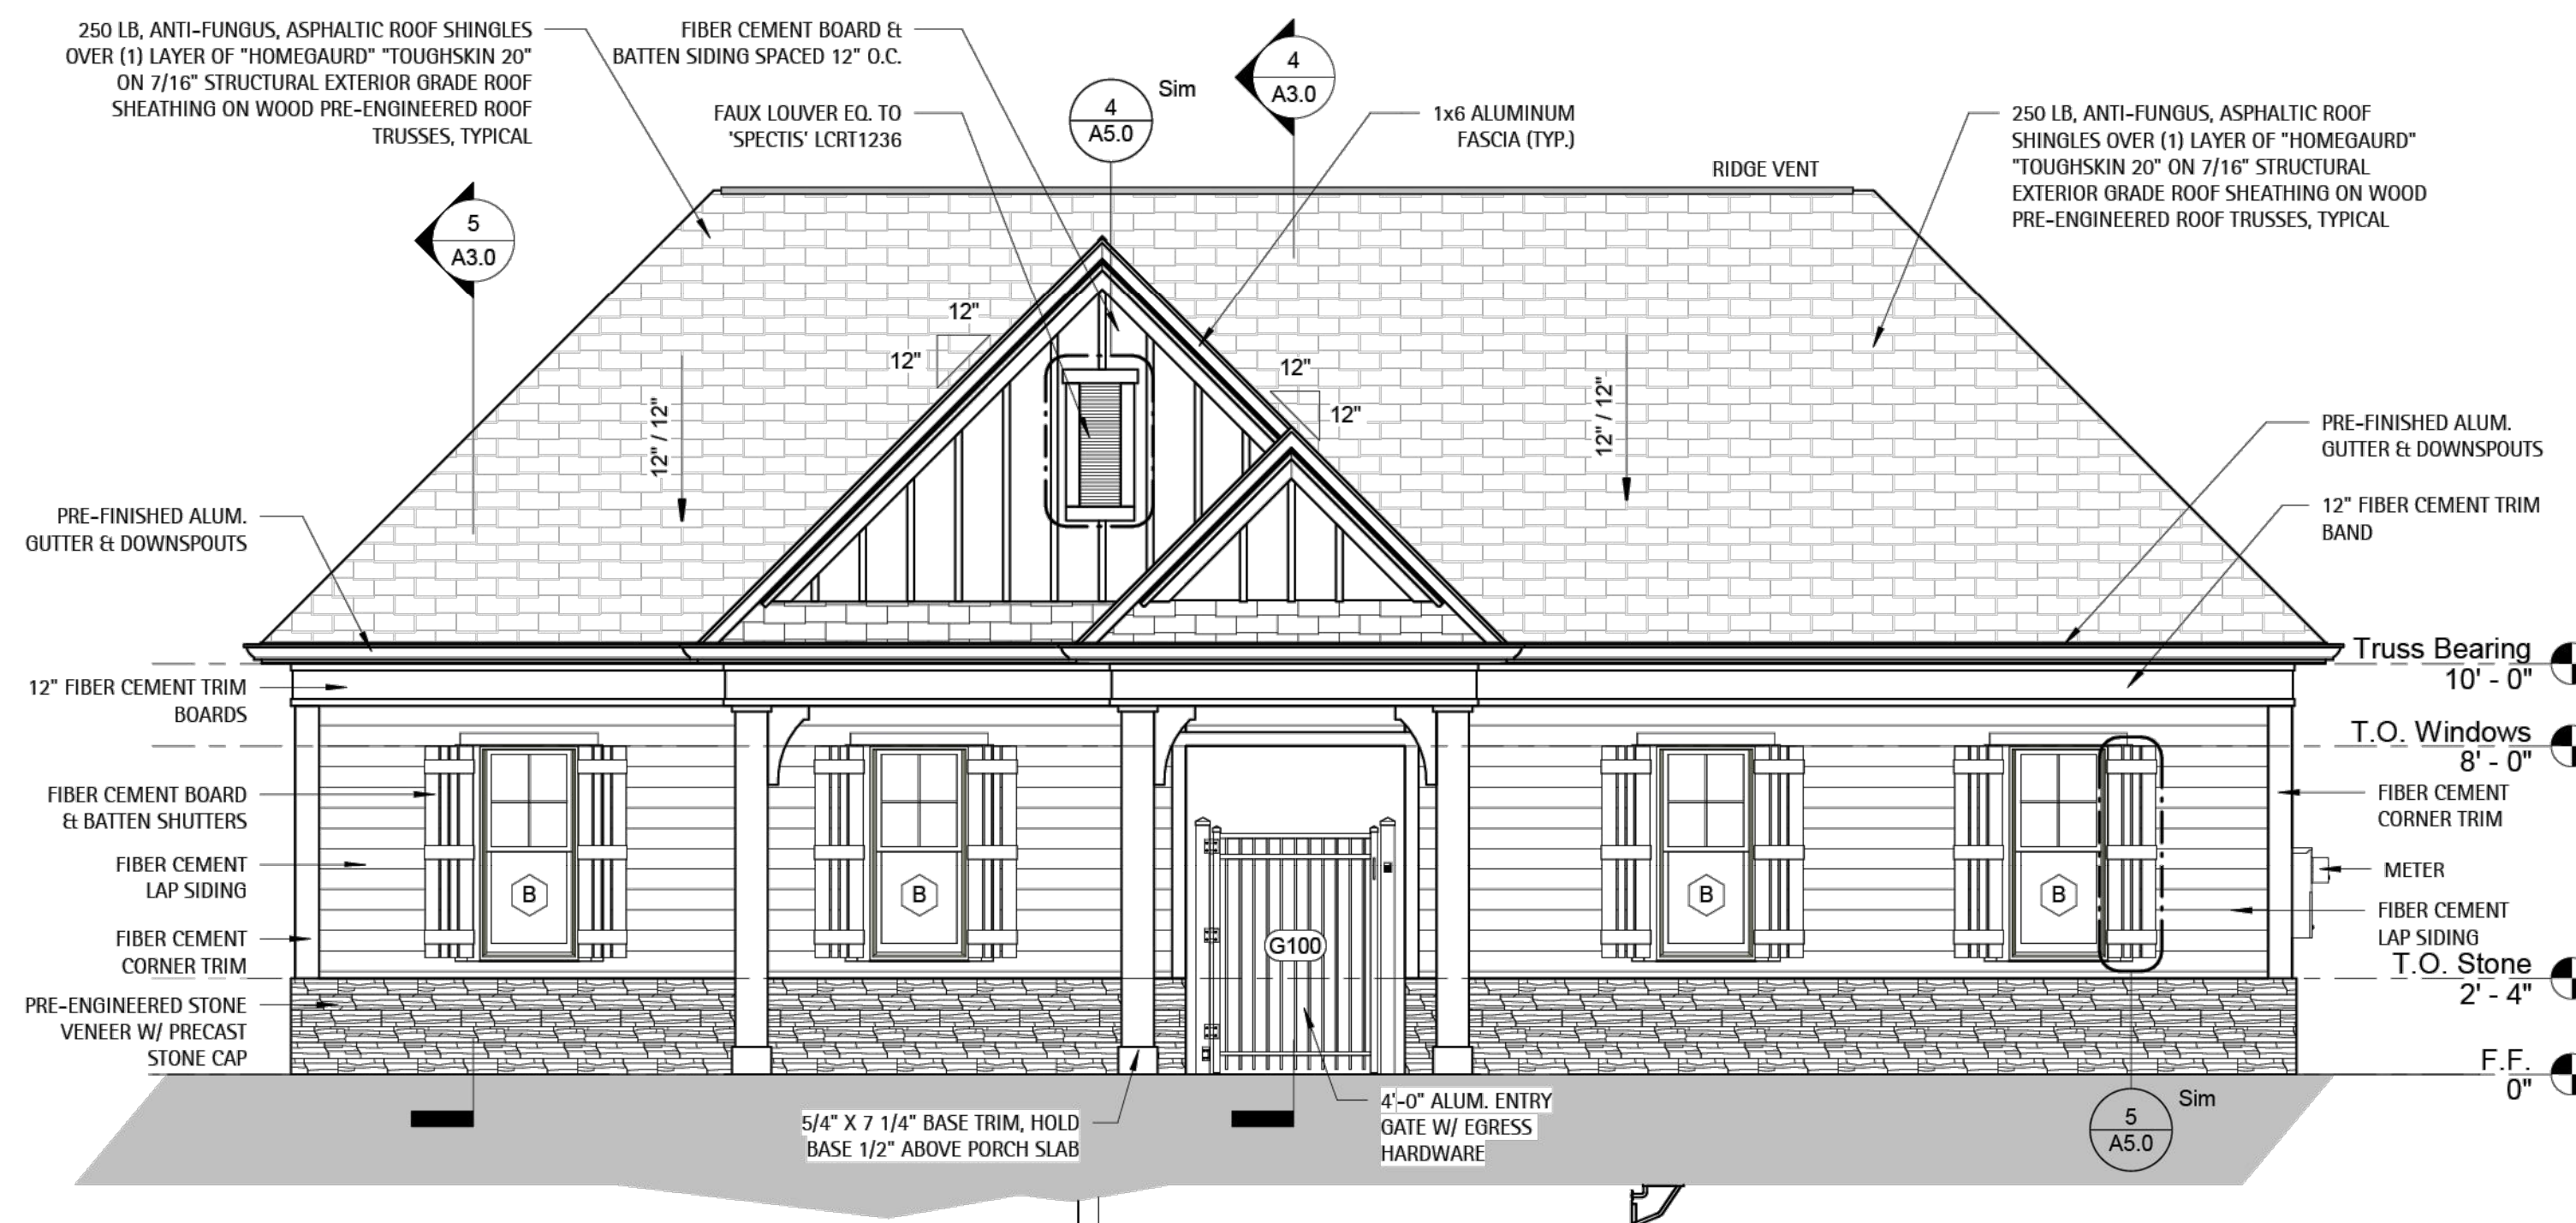 250 LB, ANTI-FUNGUS, ASPHALTIC ROOF SHINGLES
OVER (1) LAYER OF "HOMEGAURD" "TOUGHSKIN 20"
ON 7/16" STRUCTURAL EXTERIOR GRADE ROOF
SHEATHING ON WOOD PRE-ENGINEERED ROOF
TRUSSES, TYPICAL
FIBER CEMENT BOARD &
BATTEN SIDING SPACED 12" O.C.
FAUX LOUVER EQ. TO
'SPECTIS' LCRT1236
4
A5.0
Sim
4
A3.0
1x6 ALUMINUM
FASCIA (TYP.)
RIDGE VENT
250 LB, ANTI-FUNGUS, ASPHALTIC ROOF
SHINGLES OVER (1) LAYER OF "HOMEGAURD"
"TOUGHSKIN 20" ON 7/16" STRUCTURAL
EXTERIOR GRADE ROOF SHEATHING ON WOOD
PRE-ENGINEERED ROOF TRUSSES, TYPICAL
5
A3.0
12"
12"
12"
12"
12" / 12"
12" / 12"
PRE-FINISHED ALUM.
GUTTER & DOWNSPOUTS
12" FIBER CEMENT TRIM
BAND
PRE-FINISHED ALUM.
GUTTER & DOWNSPOUTS
12" FIBER CEMENT TRIM
BOARDS
FIBER CEMENT BOARD
& BATTEN SHUTTERS
FIBER CEMENT
LAP SIDING
FIBER CEMENT
CORNER TRIM
PRE-ENGINEERED STONE
VENEER W/ PRECAST
STONE CAP
B
B
G100
B
B
Truss Bearing
10' - 0"
T.O. Windows
8' - 0"
FIBER CEMENT
CORNER TRIM
METER
FIBER CEMENT
LAP SIDING
T.O. Stone
2' - 4"
F.F.
0"
5/4" X 7 1/4" BASE TRIM, HOLD
BASE 1/2" ABOVE PORCH SLAB
4'-0" ALUM. ENTRY
GATE W/ EGRESS
HARDWARE
5
A5.0
Sim